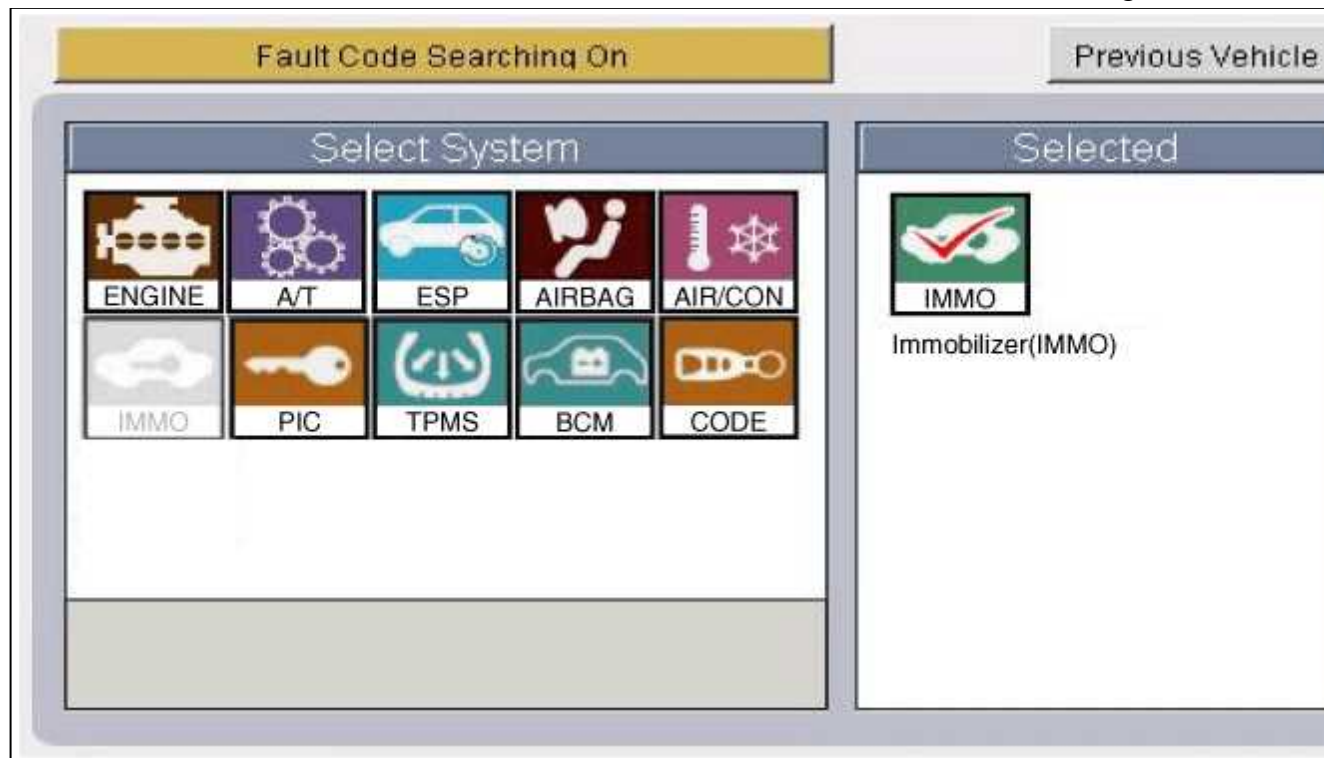 Fault Code Searching On
Previous Vehicle
Select System
Selected
ENGINE
A/T
ESP
AIRBAG
AIR/CON
IMMO
PIC
TPMS
BCM
CODE
IMMO
Immobilizer(IMMO)